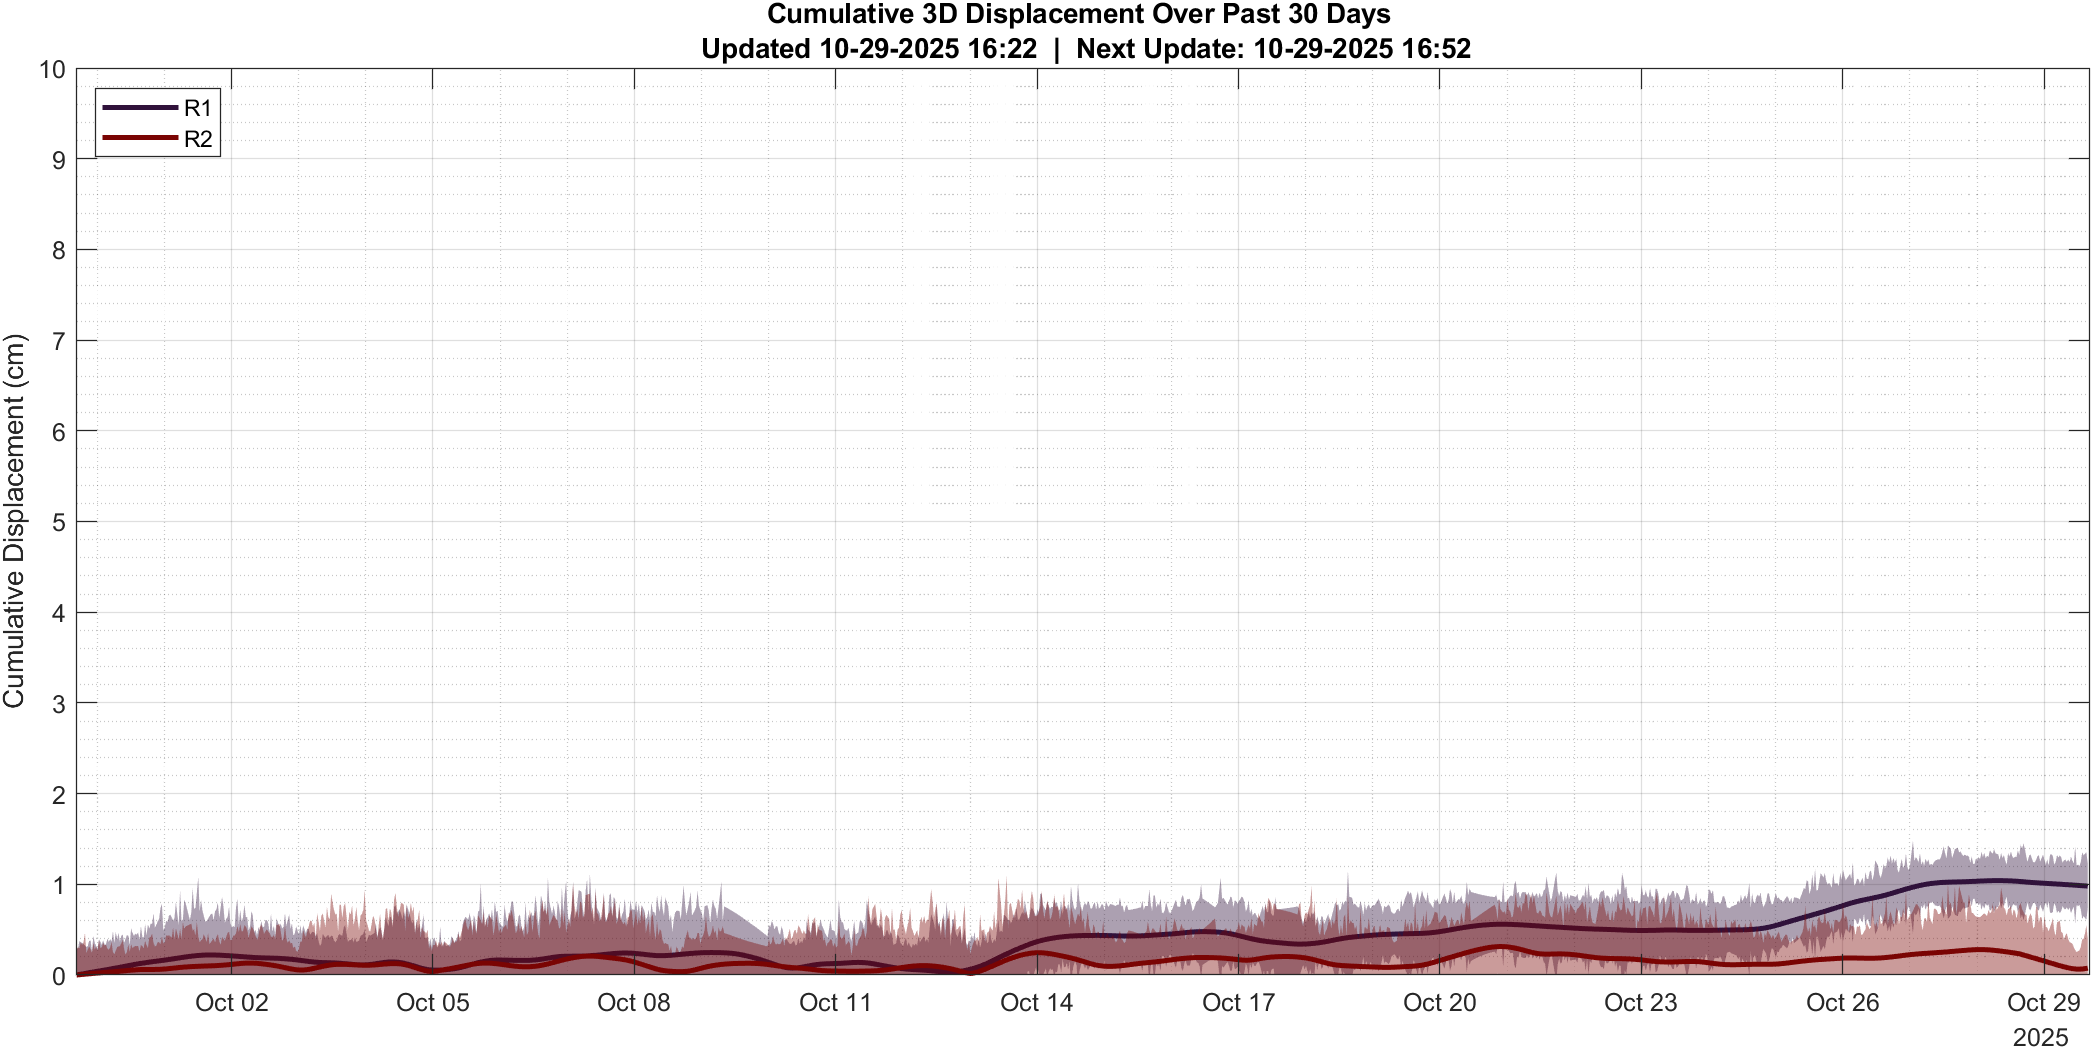 Cumulative 3D Displacement Over Past 30 Days
Updated 10-29-2025 16:22 | Next Update: 10-29-2025 16:52
R1
R2
Cumulative Displacement (cm)
10
9
8
7
6
5
4
3
2
1
0
Oct 02 Oct 05 Oct 08 Oct 11 Oct 14 Oct 17 Oct 20 Oct 23 Oct 26 Oct 29
2025